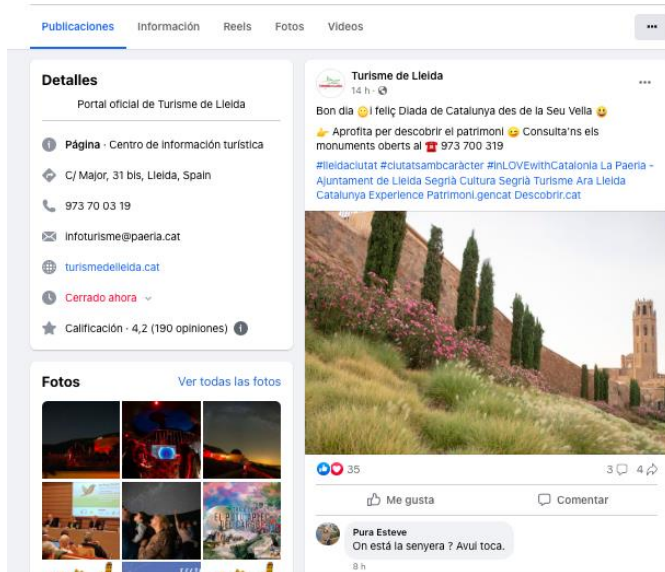 Publicaciones Información Reels Fotos Videos
Detalles
Portal oficial de Turisme de Lleida
Página · Centro de información turística
C/ Major, 31 bis, Lleida, Spain
973 70 03 19
infoturisme@paeria.cat
turismedelleida.cat
Cerrado ahora
Calificación · 4,2 (190 opiniones)
Fotos Ver todas las fotos
Turisme de Lleida
14 h ·
Bon dia 🙂i feliç Diada de Catalunya des de la Seu Vella 😃
👉 Aprofita per descobrir el patrimoni 😉 Consulta'ns els
monuments oberts al ☎️ 973 700 319
#lleidaciutat #ciutatsambcaràcter #inLOVEwithCatalonia La Paeria -
Ajuntament de Lleida Segrià Cultura Segrià Turisme Ara Lleida
Catalunya Experience Patrimoni.gencat Descobrir.cat
35 3 4
Me gusta Comentar
Pura Esteve
On está la senyera ? Avui toca.
8 h